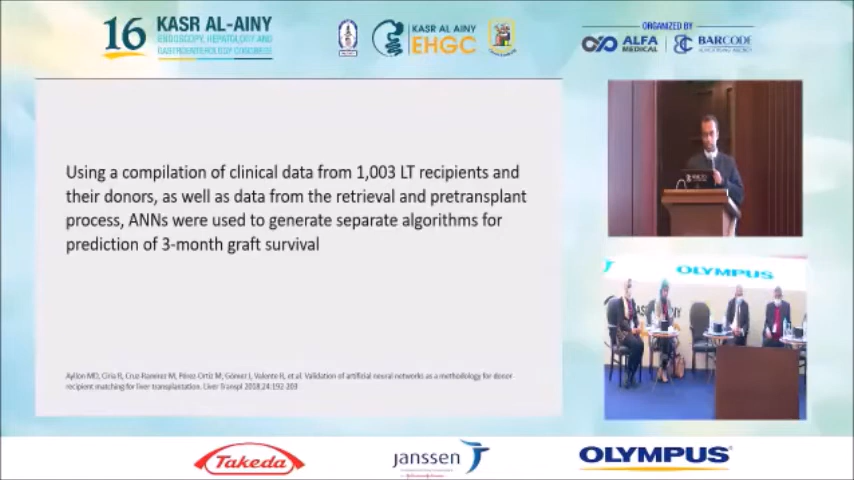 16 KASR AL-AINY
ENDOSCOPY, HEPATOLOGY AND
GASTROENTEROLOGY CONGRESS
KASR AL AINY
EHGC
ORGANIZED BY
ALFA
MEDICAL
BARCODE
Using a compilation of clinical data from 1,003 LT recipients and
their donors, as well as data from the retrieval and pretransplant
process, ANNs were used to generate separate algorithms for
prediction of 3-month graft survival
Ayllon MD, Ciria R, Cruz-Ramirez M, Pérez-Ortiz M, Gómez I, Valente R, et al. Validation of artificial neural networks as a methodology for donor
recipient matching for liver transplantation. Liver Transpl 2018;24:192-203
OLYMPUS
Takeda
janssen
OLYMPUS